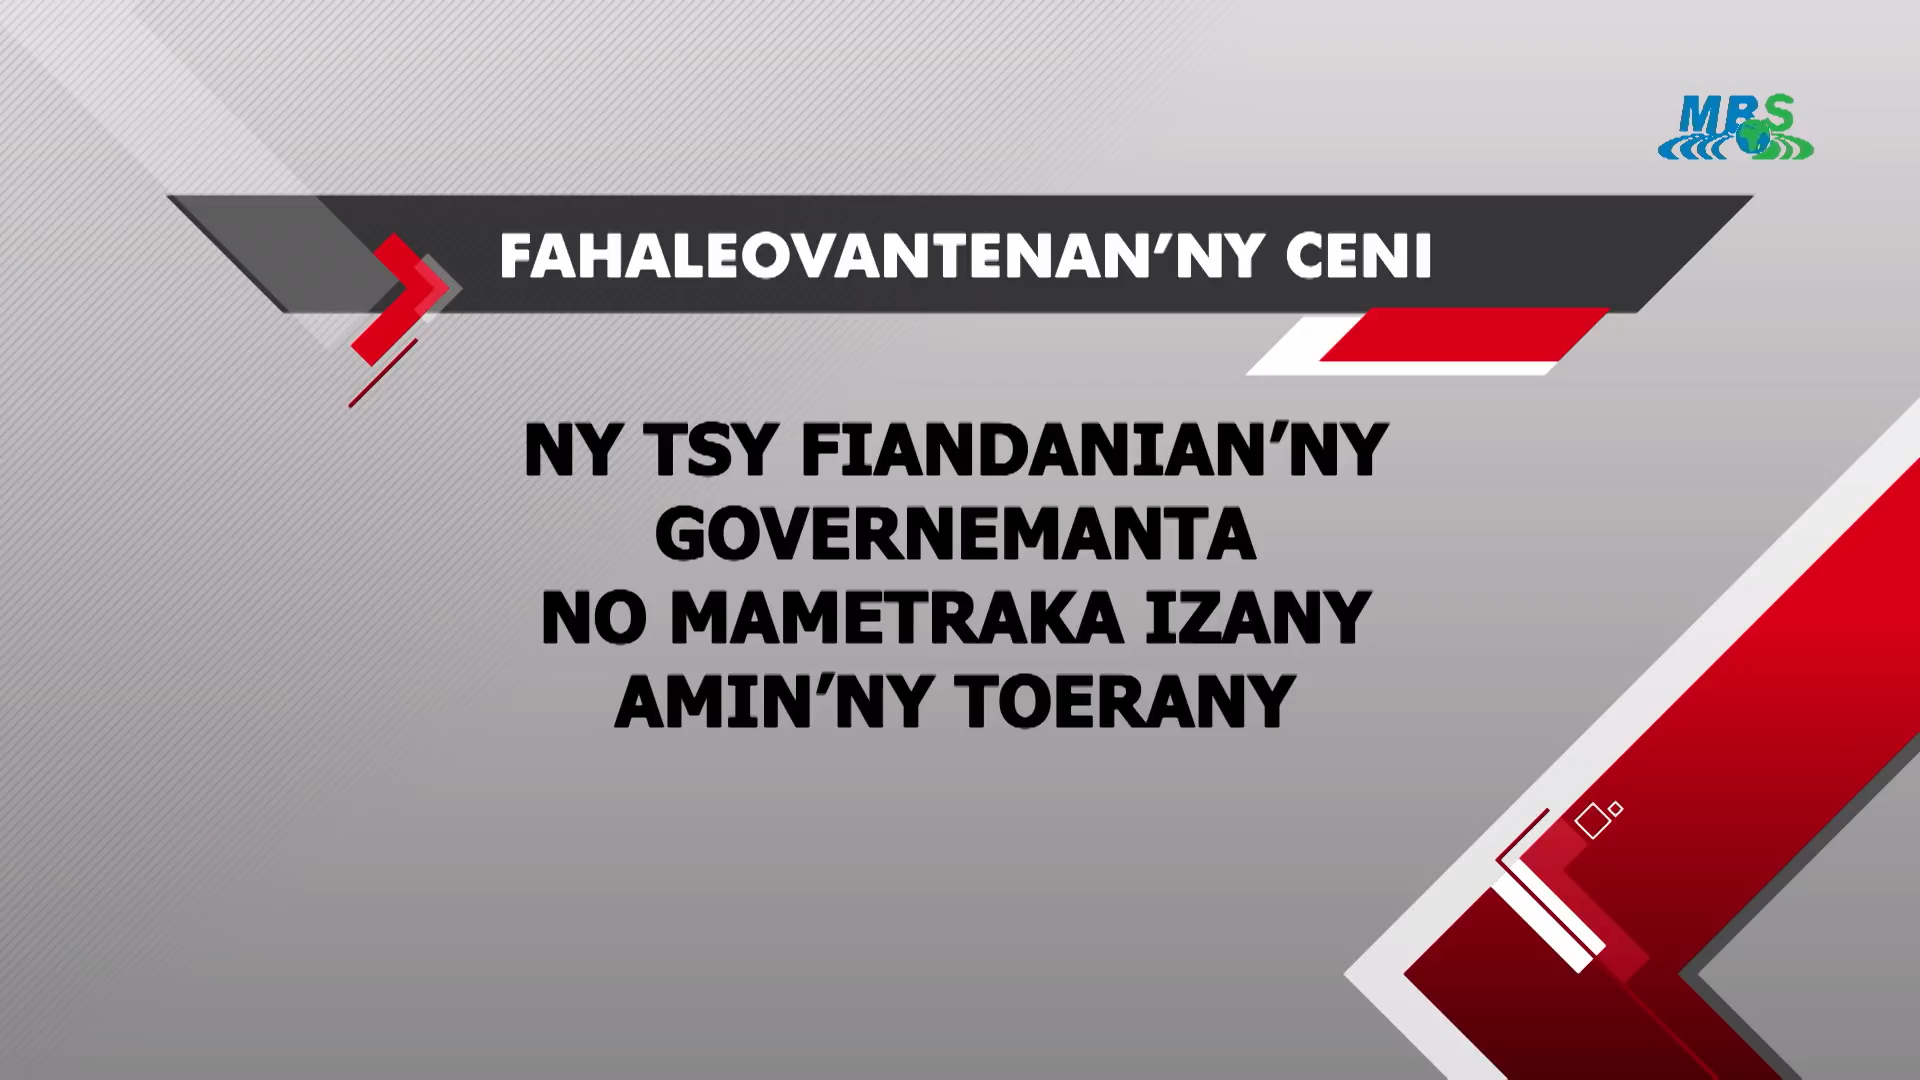 MBS
FAHALEOVANTENAN’NY CENI
NY TSY FIANDANIAN’NY
GOVERNEMANTA
NO MAMETRAKA IZANY
AMIN’NY TOERANY